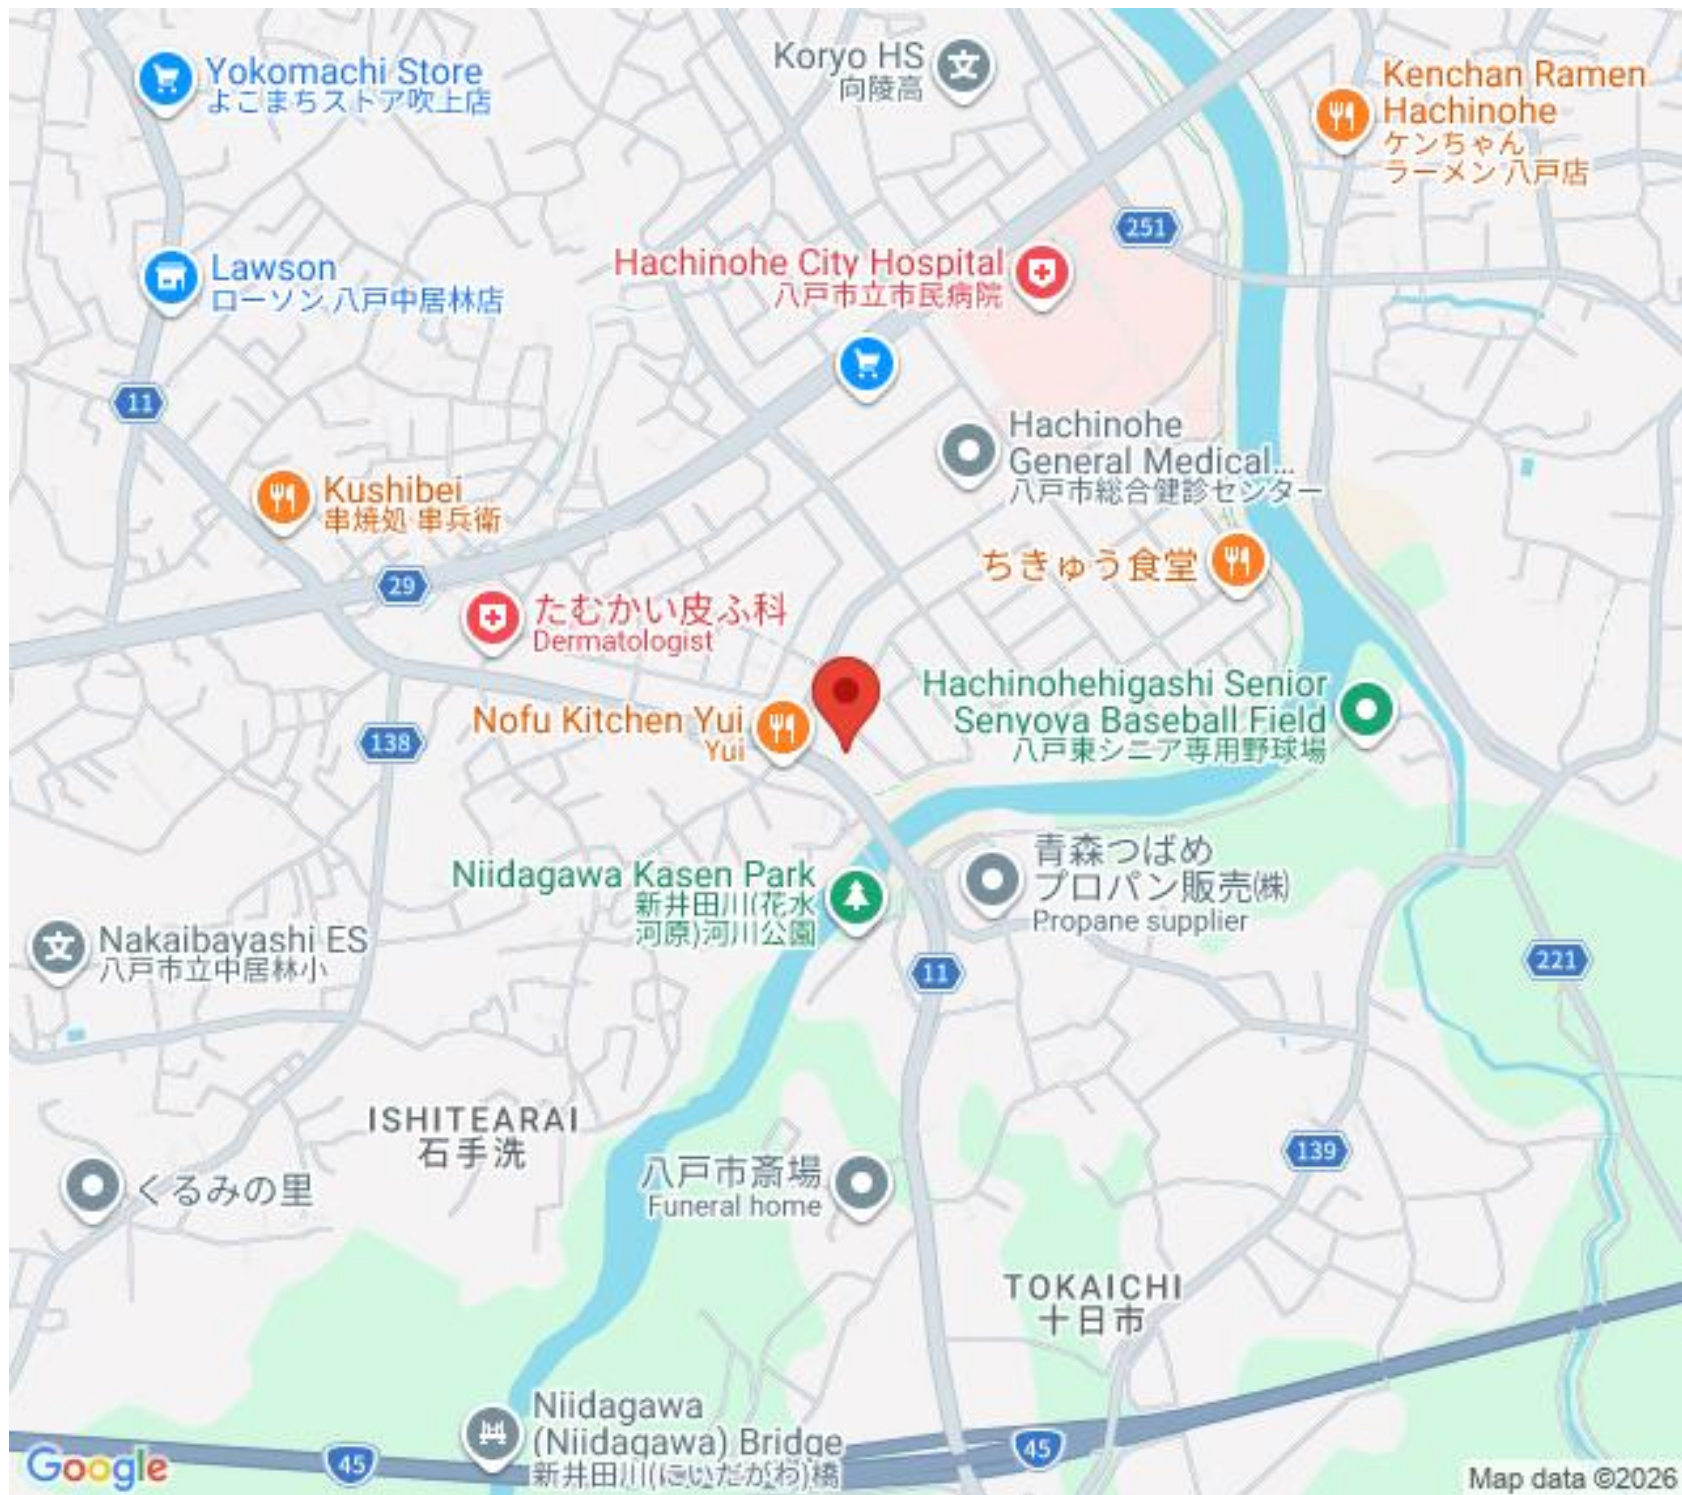 Yokomachi Store
よこまちストア吹上店
Koryo HS
向陵高
Kenchan Ramen
Hachinohe
ケンちゃん
ラーメン 八戸店
251
Hachinohe City Hospital
八戸市立市民病院
Lawson
ローソン 八戸中居林店
11
Hachinohe
General Medical...
八戸市総合健診センター
Kushibei
串焼処 串兵衛
ちきゅう食堂
29
たむかい皮ふ科
Dermatologist
Hachinohehigashi Senior
Senyova Baseball Field
八戸東シニア専用野球場
Nofu Kitchen Yui
Yui
138
青森つばめ
プロパン販売㈱
Propane supplier
Niidagawa Kasen Park
新井田川(花水
河原)河川公園
Nakaibayashi ES
八戸市立中居林小
11
221
ISHITEARAI
石手洗
139
八戸市斎場
Funeral home
くるみの里
TOKAICHI
十日市
Niidagawa
(Niidagawa) Bridge
新井田川(にいだがわ)橋
45
45
Google
Map data ©2026